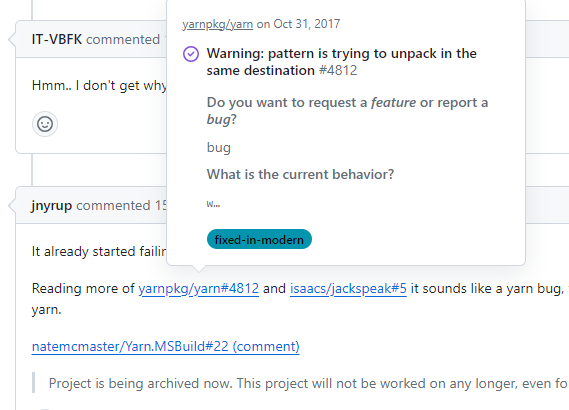 yarnpkg/yarn on Oct 31, 2017
Warning: pattern is trying to unpack in the
same destination #4812
Do you want to request a feature or report a
bug?
bug
What is the current behavior?
w…
fixed-in-modern
IT-VBFK commented
Hmm.. I don't get why
jnyrup commented 15
It already started failin
Reading more of yarnpkg/yarn#4812 and isaacs/jackspeak#5 it sounds like a yarn bug,
yarn.
natemcmaster/Yarn.MSBuild#22 (comment)
Project is being archived now. This project will not be worked on any longer, even fo